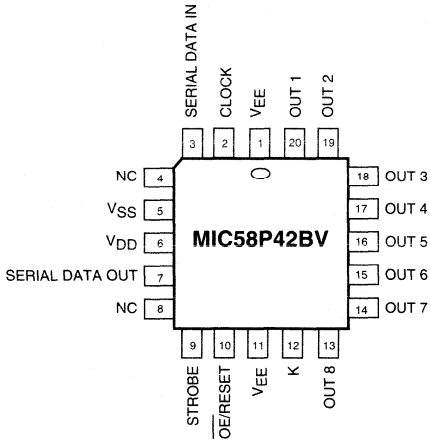 SERIAL DATA IN
CLOCK
VEE
OUT 1
OUT 2
3
2
1
20
19
NC 4
VSS 5
VDD 6
SERIAL DATA OUT 7
NC 8
MIC58P42BV
18 OUT 3
17 OUT 4
16 OUT 5
15 OUT 6
14 OUT 7
9
10
11
12
13
STROBE
OE/RESET
VEE
K
OUT 8